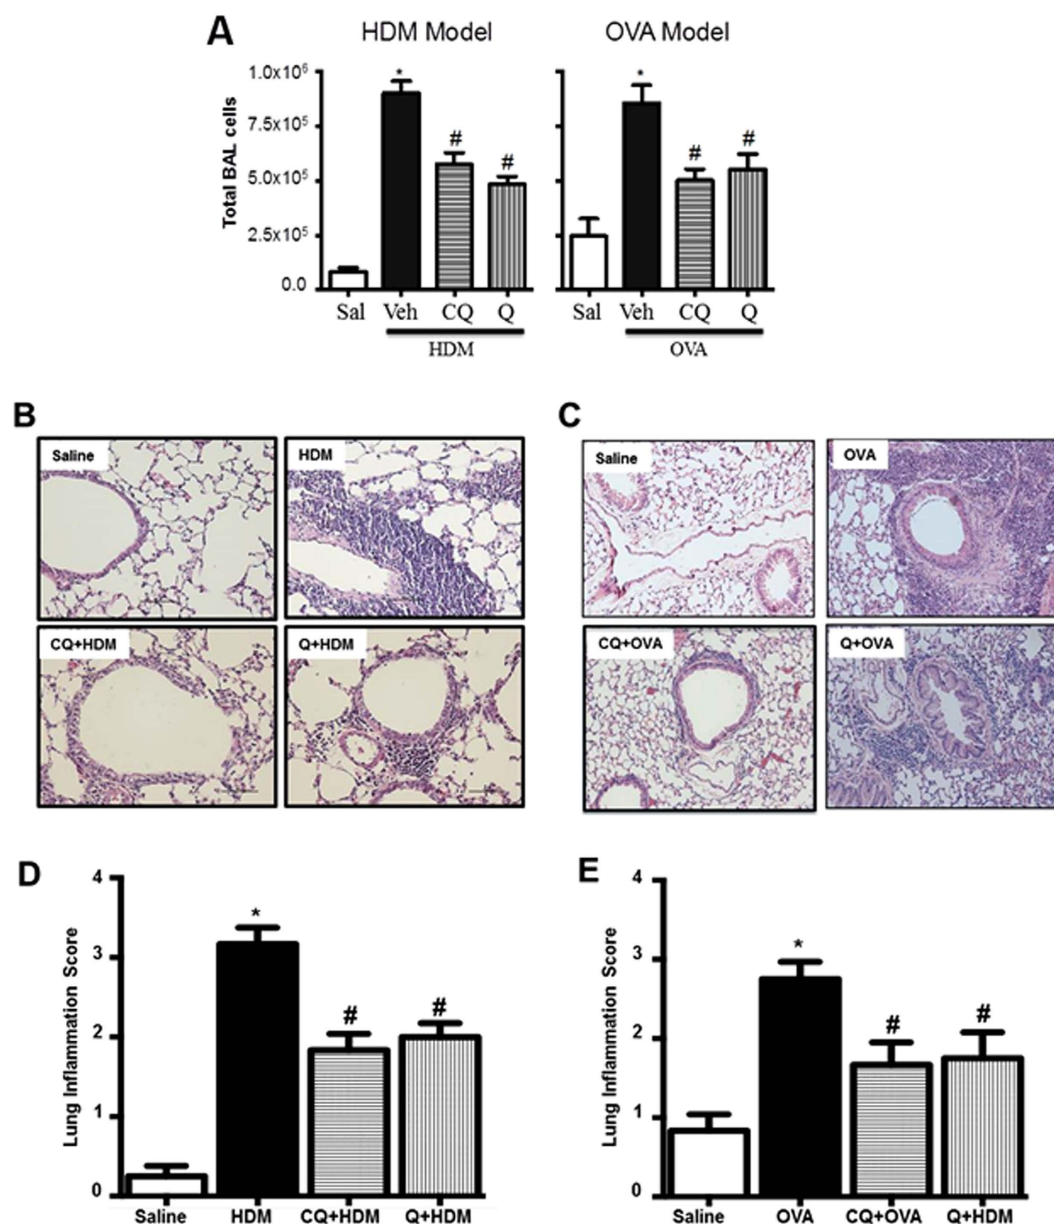 A
HDM Model
OVA Model
Total BAL cells
1.0x10⁶
7.5x10⁵
5.0x10⁵
2.5x10⁵
0.0
*
#
#
*
#
#
Sal Veh CQ Q
HDM
Sal Veh CQ Q
OVA
B
Saline
HDM
CQ+HDM
Q+HDM
C
Saline
OVA
CQ+OVA
Q+OVA
D
Lung Inflammation Score
4
3
2
1
0
*
#
#
Saline HDM CQ+HDM Q+HDM
E
Lung Inflammation Score
4
3
2
1
0
*
#
#
Saline OVA CQ+OVA Q+HDM